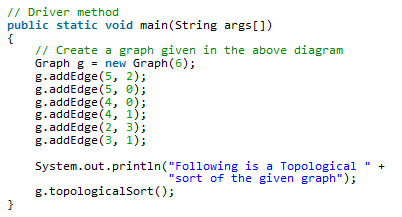 // Driver method
public static void main(String args[])
{
    // Create a graph given in the above diagram
    Graph g = new Graph(6);
    g.addEdge(5, 2);
    g.addEdge(5, 0);
    g.addEdge(4, 0);
    g.addEdge(4, 1);
    g.addEdge(2, 3);
    g.addEdge(3, 1);

    System.out.println("Following is a Topological " +
                       "sort of the given graph");
    g.topologicalSort();
}